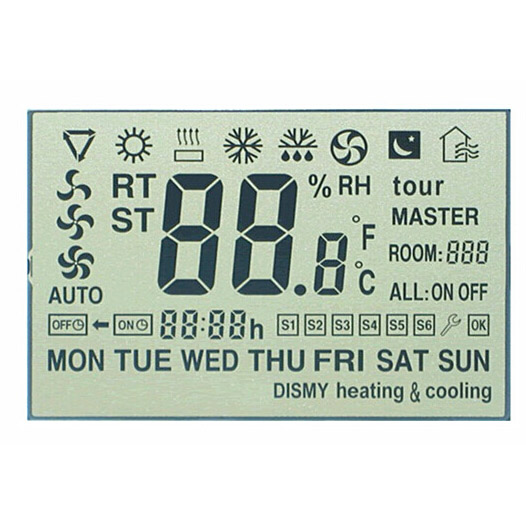 RT 88.8 % RH tour
ST °F MASTER
°C ROOM: 888
AUTO ALL: ON OFF
OFF ON 88:88h S1 S2 S3 S4 S5 S6 OK
MON TUE WED THU FRI SAT SUN
DISMY heating & cooling